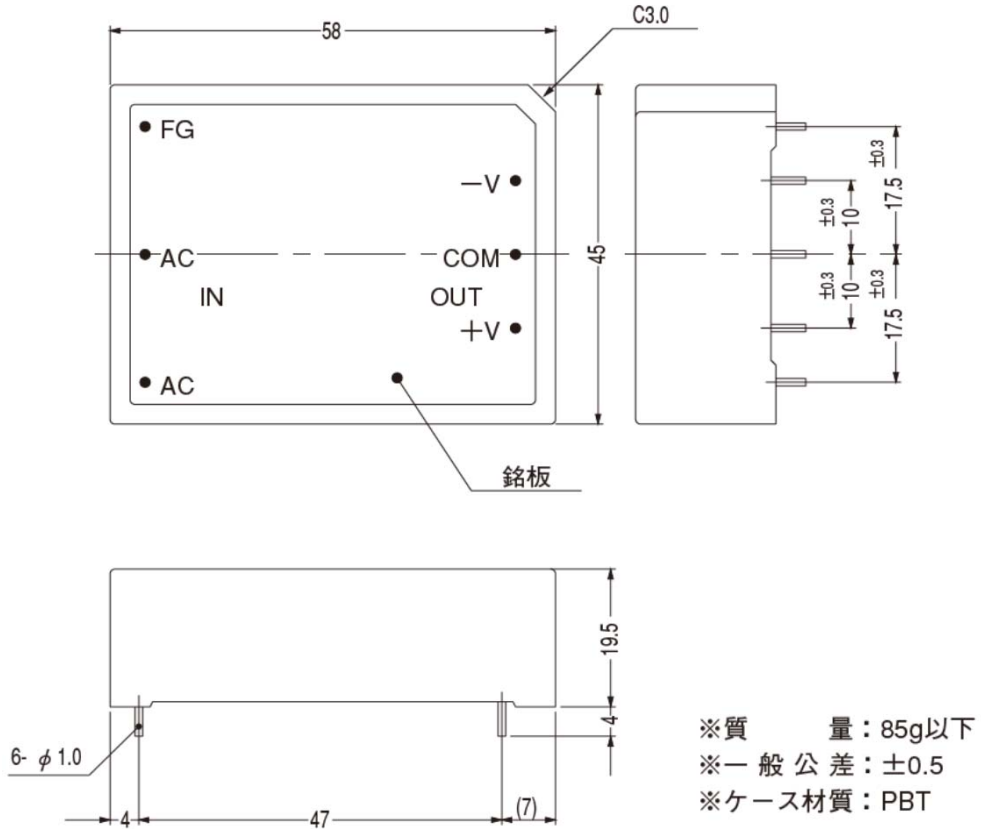 58
C3.0
FG
−V
AC
COM
IN
OUT
+V
AC
45
銘板
±0.3
17.5
±0.3
10
±0.3
10
±0.3
17.5
19.5
4
6- φ 1.0
4
47
(7)
※質 量：85g以下
※一 般 公 差：±0.5
※ケース材質：PBT